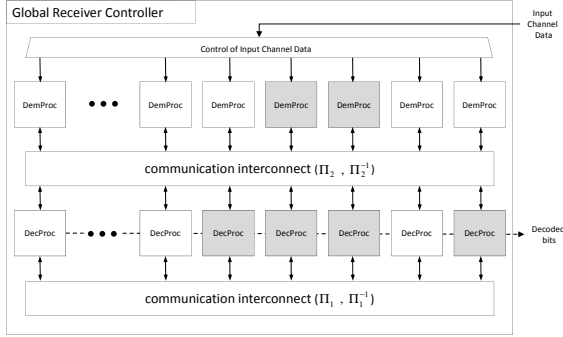 Global Receiver Controller
Input
Channel
Data
Control of Input Channel Data
DemProc
DemProc
DemProc
DemProc
DemProc
DemProc
DemProc
communication interconnect (Π₂ , Π₂⁻¹)
DecProc
DecProc
DecProc
DecProc
DecProc
DecProc
DecProc
Decoded
bits
communication interconnect (Π₁ , Π₁⁻¹)